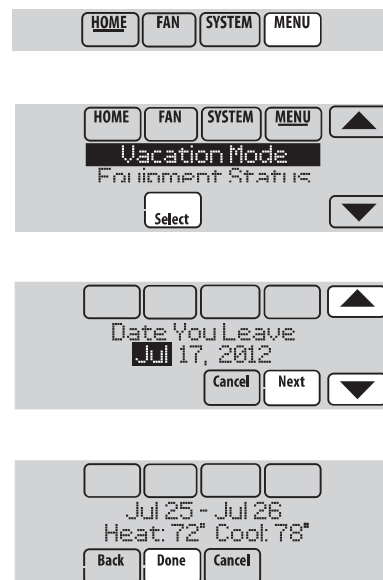 HOME FAN SYSTEM MENU
HOME FAN SYSTEM MENU
Vacation Mode
Equipment Status
Select
Date You Leave
Jul 17, 2012
Cancel Next
Jul 25 - Jul 26
Heat: 72° Cool: 78°
Back Done Cancel